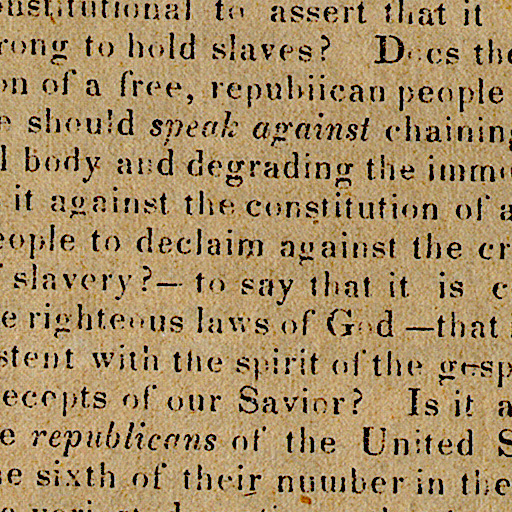 nstitutional to assert that it
rong to hold slaves? Does the
on of a free, republican people
e should speak against chaining
l body and degrading the immo
it against the constitution of a
eople to declaim against the cr
f slavery?— to say that it is c
e righteous laws of God —that
stent with the spirit of the gosp
ecepts of our Savior? Is it a
e republicans of the United S
ne sixth of their number in the